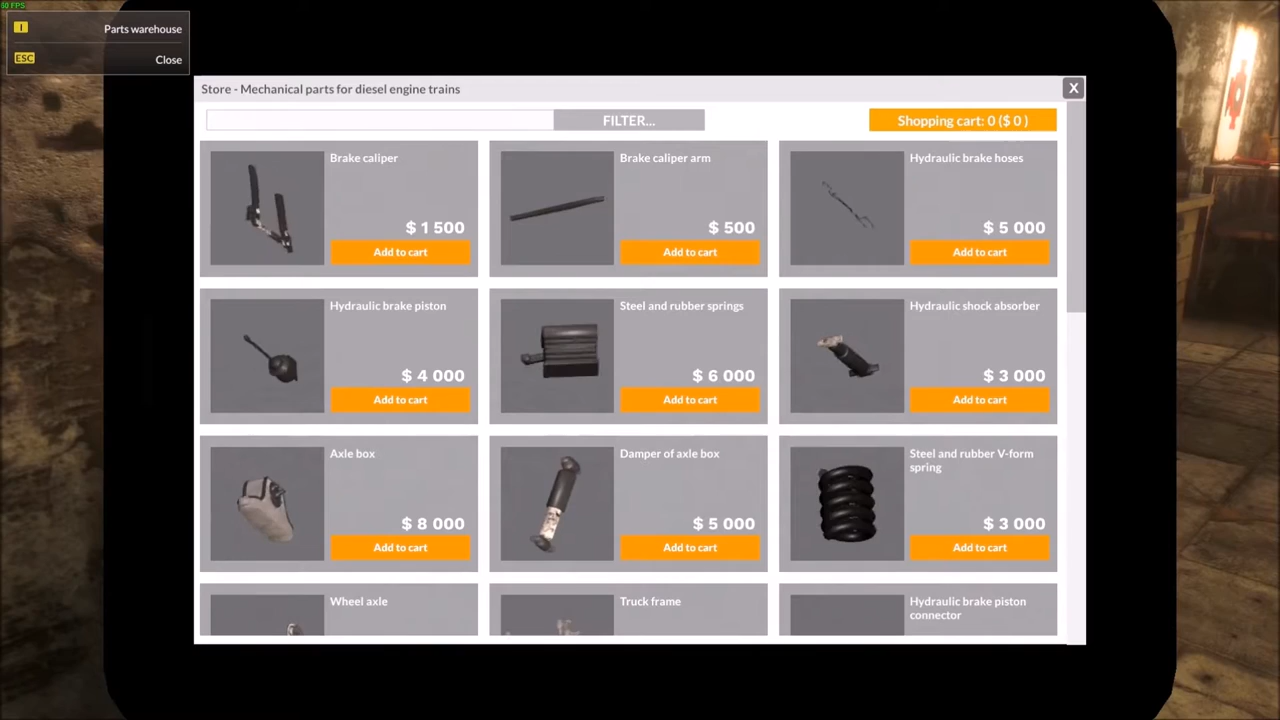 60 FPS
I Parts warehouse
ESC Close
Store - Mechanical parts for diesel engine trains X
FILTER... Shopping cart: 0 ($ 0 )
Brake caliper
$ 1 500
Add to cart
Brake caliper arm
$ 500
Add to cart
Hydraulic brake hoses
$ 5 000
Add to cart
Hydraulic brake piston
$ 4 000
Add to cart
Steel and rubber springs
$ 6 000
Add to cart
Hydraulic shock absorber
$ 3 000
Add to cart
Axle box
$ 8 000
Add to cart
Damper of axle box
$ 5 000
Add to cart
Steel and rubber V-form
spring
$ 3 000
Add to cart
Wheel axle
Truck frame
Hydraulic brake piston
connector